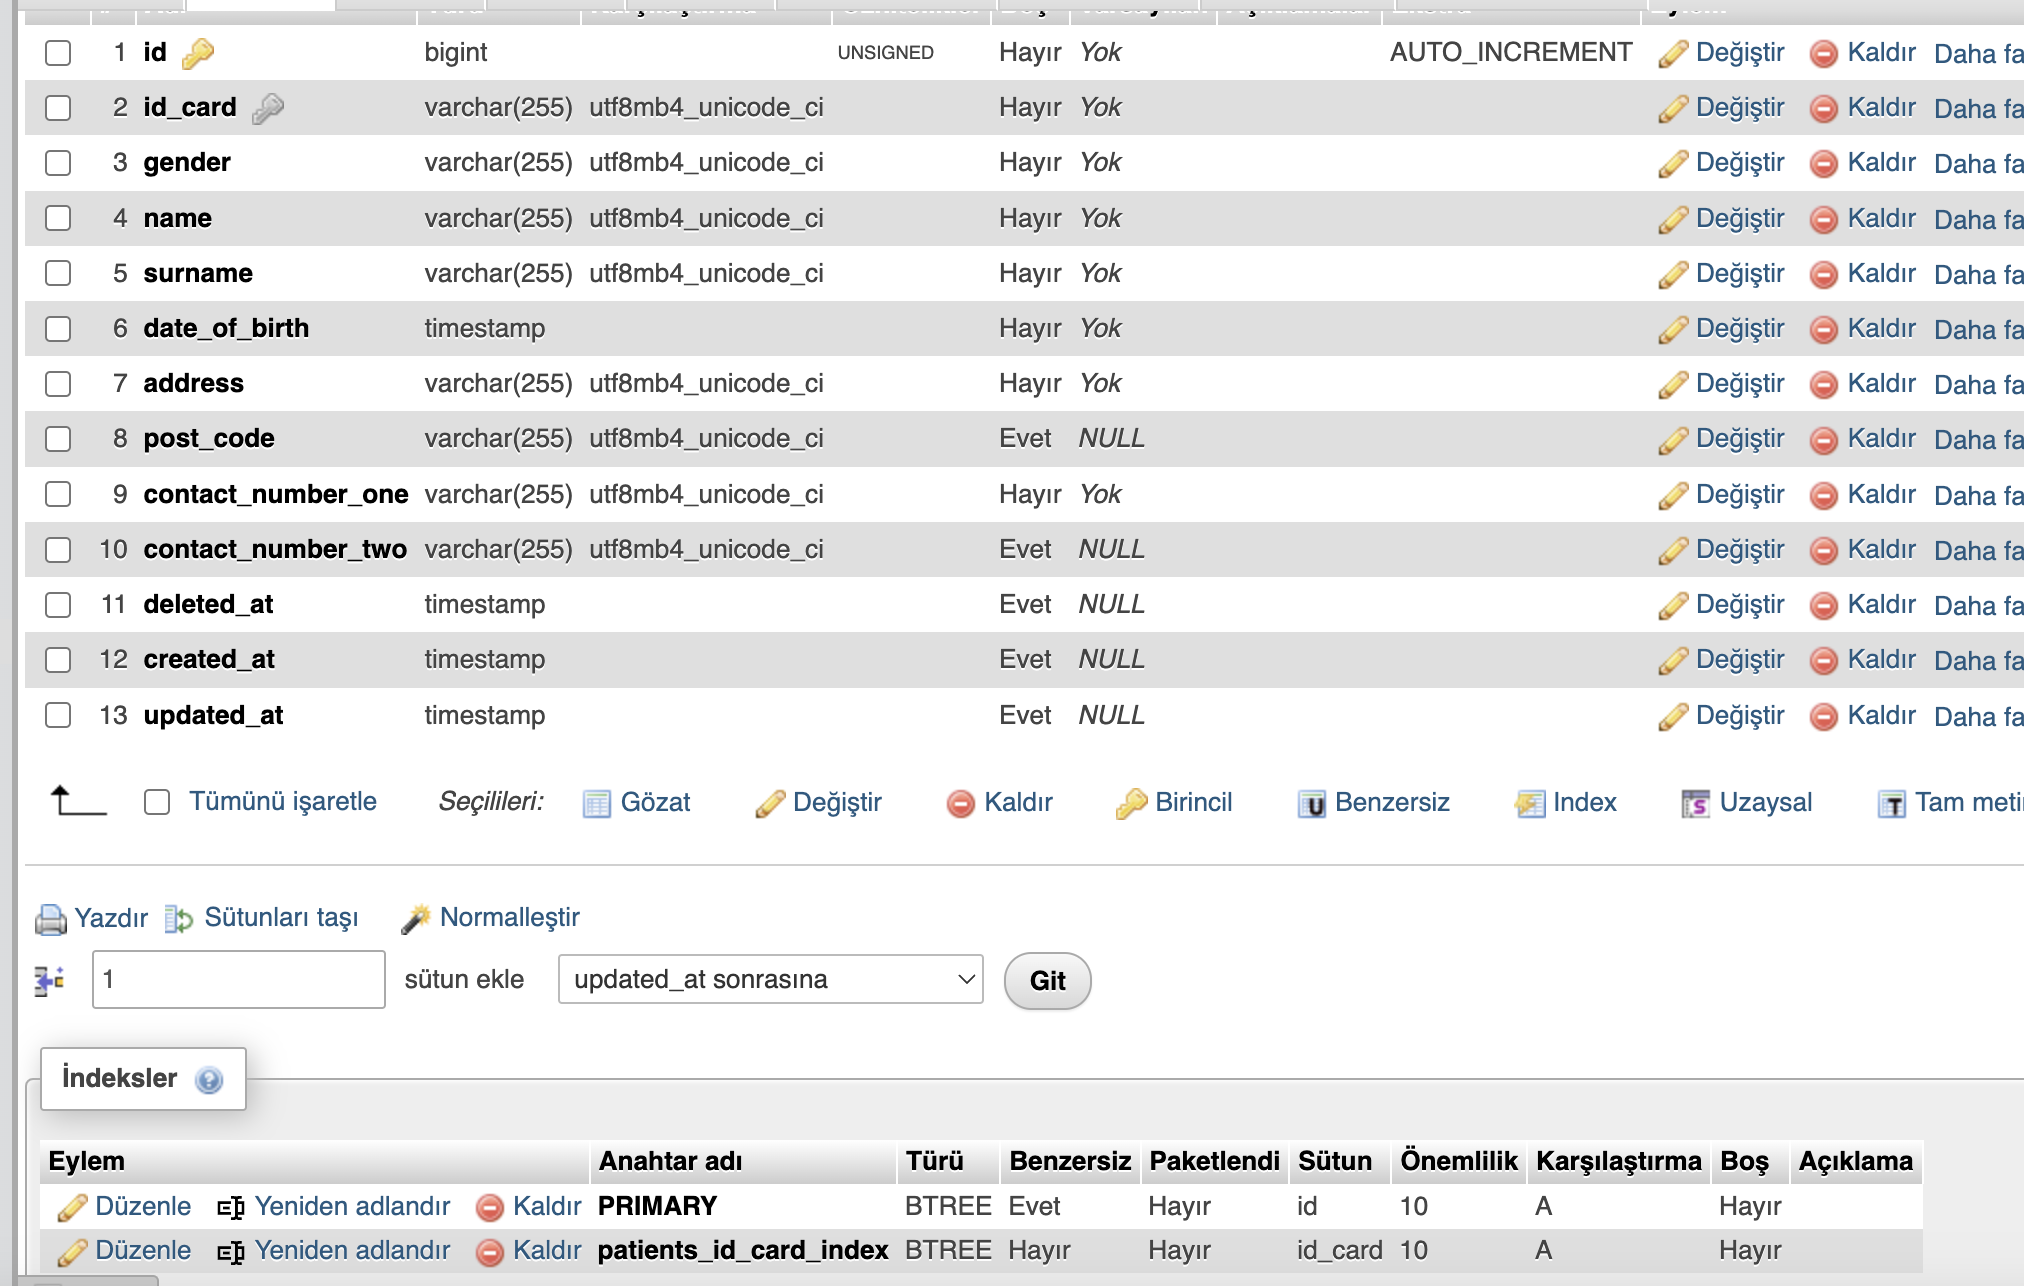 1 id bigint UNSIGNED Hayır Yok AUTO_INCREMENT Değiştir Kaldır Daha fa
2 id_card varchar(255) utf8mb4_unicode_ci Hayır Yok Değiştir Kaldır Daha fa
3 gender varchar(255) utf8mb4_unicode_ci Hayır Yok Değiştir Kaldır Daha fa
4 name varchar(255) utf8mb4_unicode_ci Hayır Yok Değiştir Kaldır Daha fa
5 surname varchar(255) utf8mb4_unicode_ci Hayır Yok Değiştir Kaldır Daha fa
6 date_of_birth timestamp Hayır Yok Değiştir Kaldır Daha fa
7 address varchar(255) utf8mb4_unicode_ci Hayır Yok Değiştir Kaldır Daha fa
8 post_code varchar(255) utf8mb4_unicode_ci Evet NULL Değiştir Kaldır Daha fa
9 contact_number_one varchar(255) utf8mb4_unicode_ci Hayır Yok Değiştir Kaldır Daha fa
10 contact_number_two varchar(255) utf8mb4_unicode_ci Evet NULL Değiştir Kaldır Daha fa
11 deleted_at timestamp Evet NULL Değiştir Kaldır Daha fa
12 created_at timestamp Evet NULL Değiştir Kaldır Daha fa
13 updated_at timestamp Evet NULL Değiştir Kaldır Daha fa
Tümünü işaretle Seçilileri: Gözat Değiştir Kaldır Birincil Benzersiz Index Uzaysal Tam meti
Yazdır Sütunları taşı Normalleştir
1 sütun ekle updated_at sonrasına Git
İndeksler
Eylem Anahtar adı Türü Benzersiz Paketlendi Sütun Önemlilik Karşılaştırma Boş Açıklama
Düzenle Yeniden adlandır Kaldır PRIMARY BTREE Evet Hayır id 10 A Hayır
Düzenle Yeniden adlandır Kaldır patients_id_card_index BTREE Hayır Hayır id_card 10 A Hayır